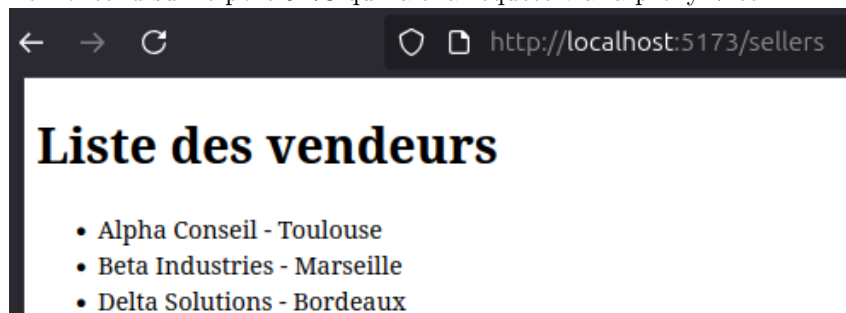 http://localhost:5173/sellers
Liste des vendeurs
• Alpha Conseil - Toulouse
• Beta Industries - Marseille
• Delta Solutions - Bordeaux